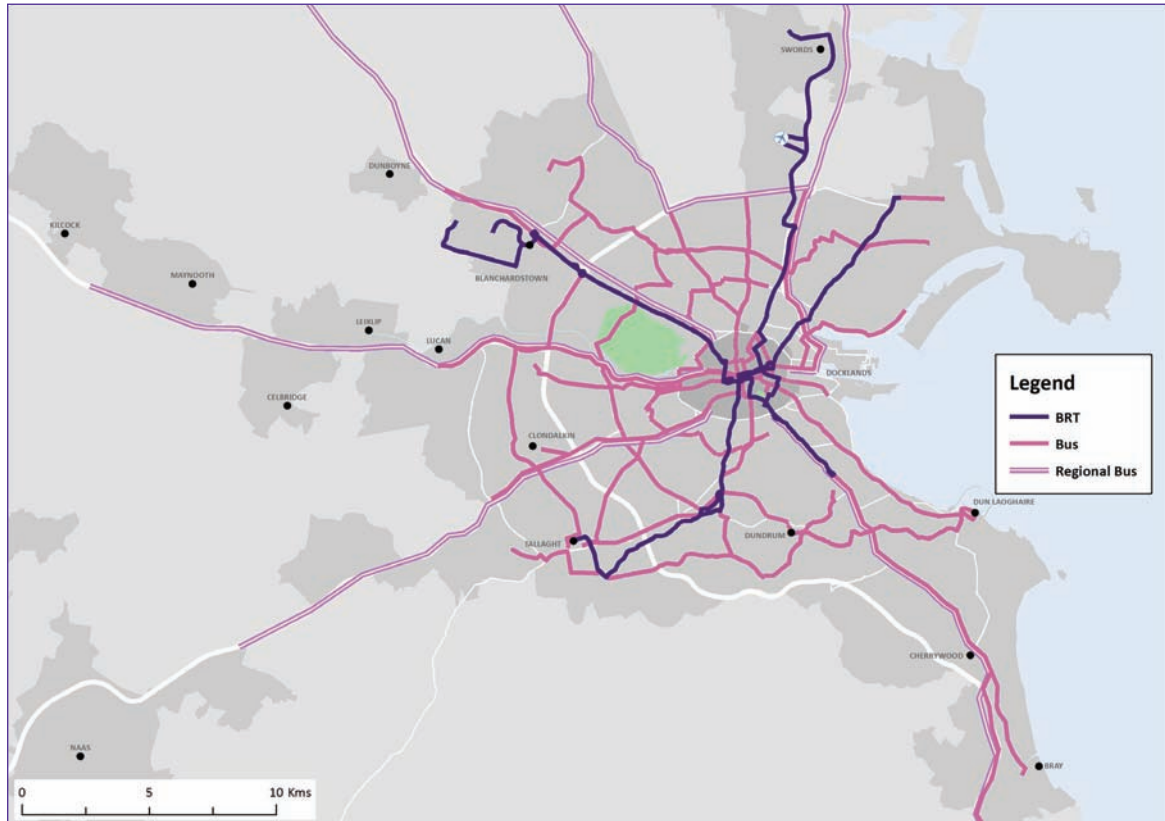 SWORDS
DUNBOYNE
KILCOCK
BLANCHARDSTOWN
MAYNOOTH
LEIXLIP
LUCAN
DOCKLANDS
CELBRIDGE
CLONDALKIN
Legend
BRT
Bus
Regional Bus
DUN LAOGHAIRE
TALLAGHT
DUNDRUM
CHERRYWOOD
NAAS
BRAY
0 5 10 Kms